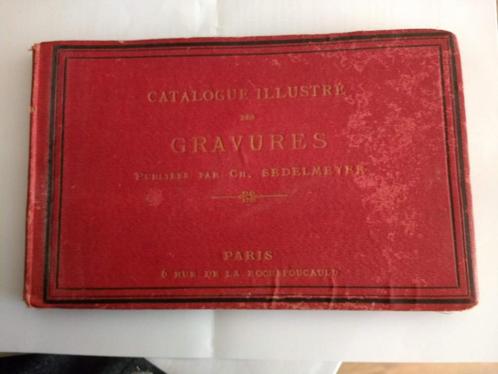 CATALOGUE ILLUSTRÉ
DES
GRAVURES
PUBLIÉES PAR CH. SEDELMEYER
PARIS
6 RUE DE LA ROCHEFOUCAULD